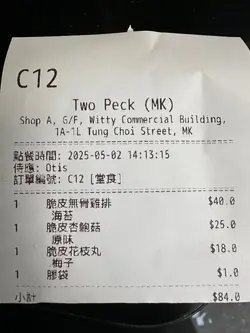 C12
Two Peck (MK)
Shop A, G/F, Witty Commercial Building,
1A-1L Tung Choi Street, MK
點餐時間: 2025-05-02 14:13:15
侍應: Otis
訂單編號: C12 [堂食]
1 脆皮無骨雞排 $40.0
海苔
1 脆皮杏鮑菇 $25.0
原味
1 脆皮花枝丸 $18.0
梅子
1 膠袋 $1.0
小計 $84.0